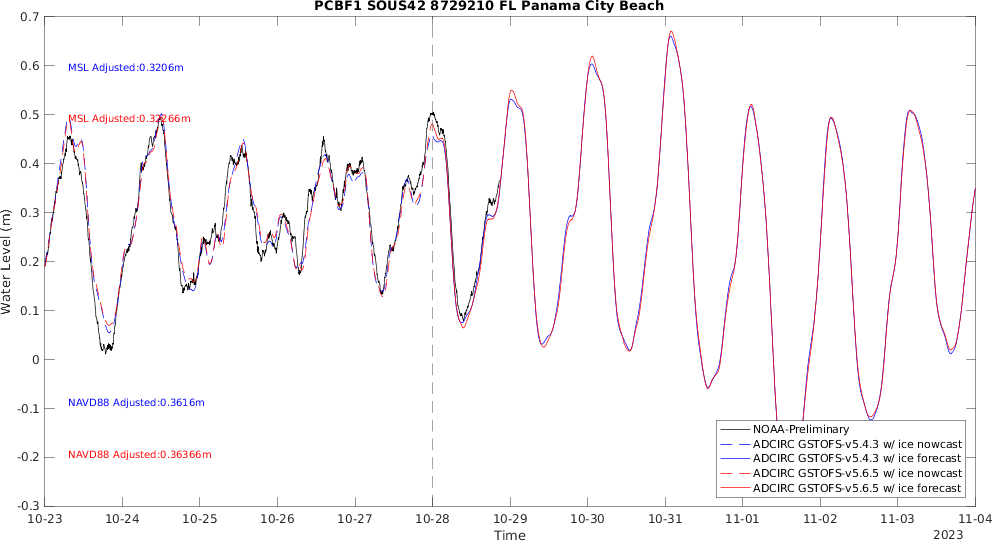 PCBF1 SOUS42 8729210 FL Panama City Beach
0.7
0.6
0.5
0.4
0.3
0.2
0.1
0
-0.1
-0.2
-0.3
Water Level (m)
MSL Adjusted:0.3206m
MSL Adjusted:0.32266m
NAVD88 Adjusted:0.3616m
NAVD88 Adjusted:0.36366m
NOAA-Preliminary
ADCIRC GSTOFS-v5.4.3 w/ ice nowcast
ADCIRC GSTOFS-v5.4.3 w/ ice forecast
ADCIRC GSTOFS-v5.6.5 w/ ice nowcast
ADCIRC GSTOFS-v5.6.5 w/ ice forecast
10-23 10-24 10-25 10-26 10-27 10-28 10-29 10-30 10-31 11-01 11-02 11-03 11-04
Time
2023